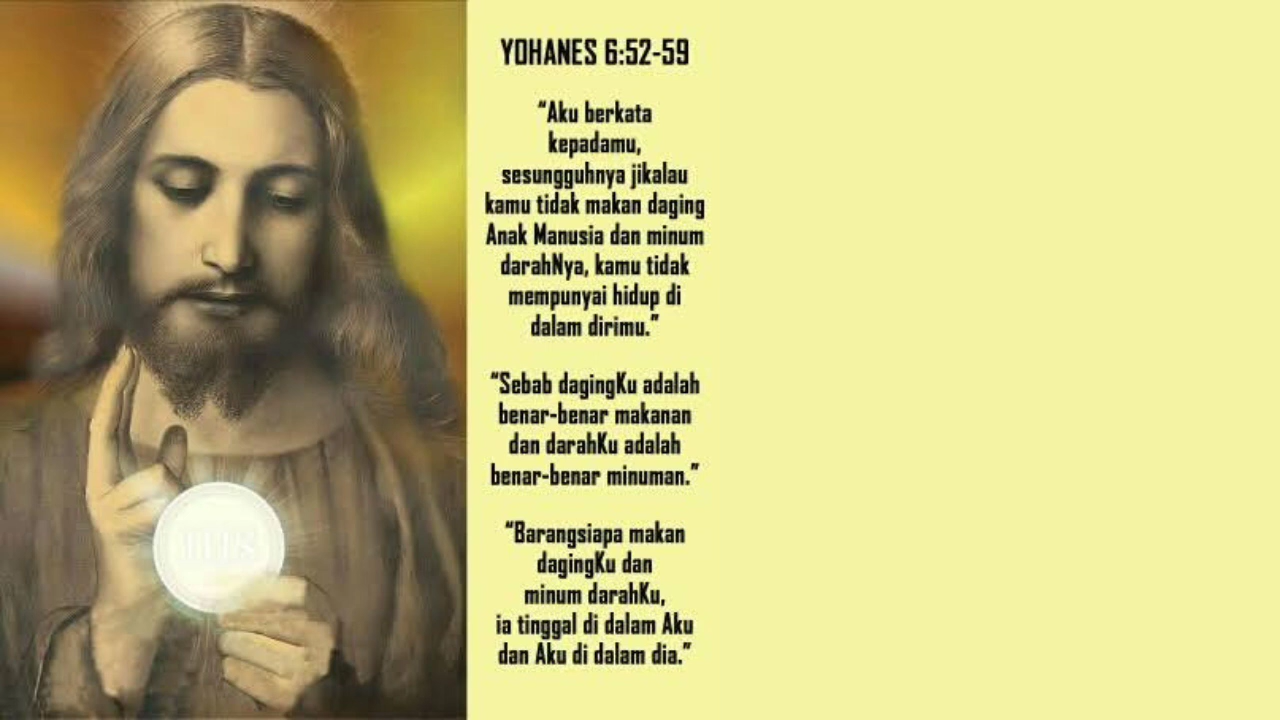 YOHANES 6:52-59
“Aku berkata
kepadamu,
sesungguhnya jikalau
kamu tidak makan daging
Anak Manusia dan minum
darahNya, kamu tidak
mempunyai hidup di
dalam dirimu.”
“Sebab dagingKu adalah
benar-benar makanan
dan darahKu adalah
benar-benar minuman.”
“Barangsiapa makan
dagingKu dan
minum darahKu,
ia tinggal di dalam Aku
dan Aku di dalam dia.”